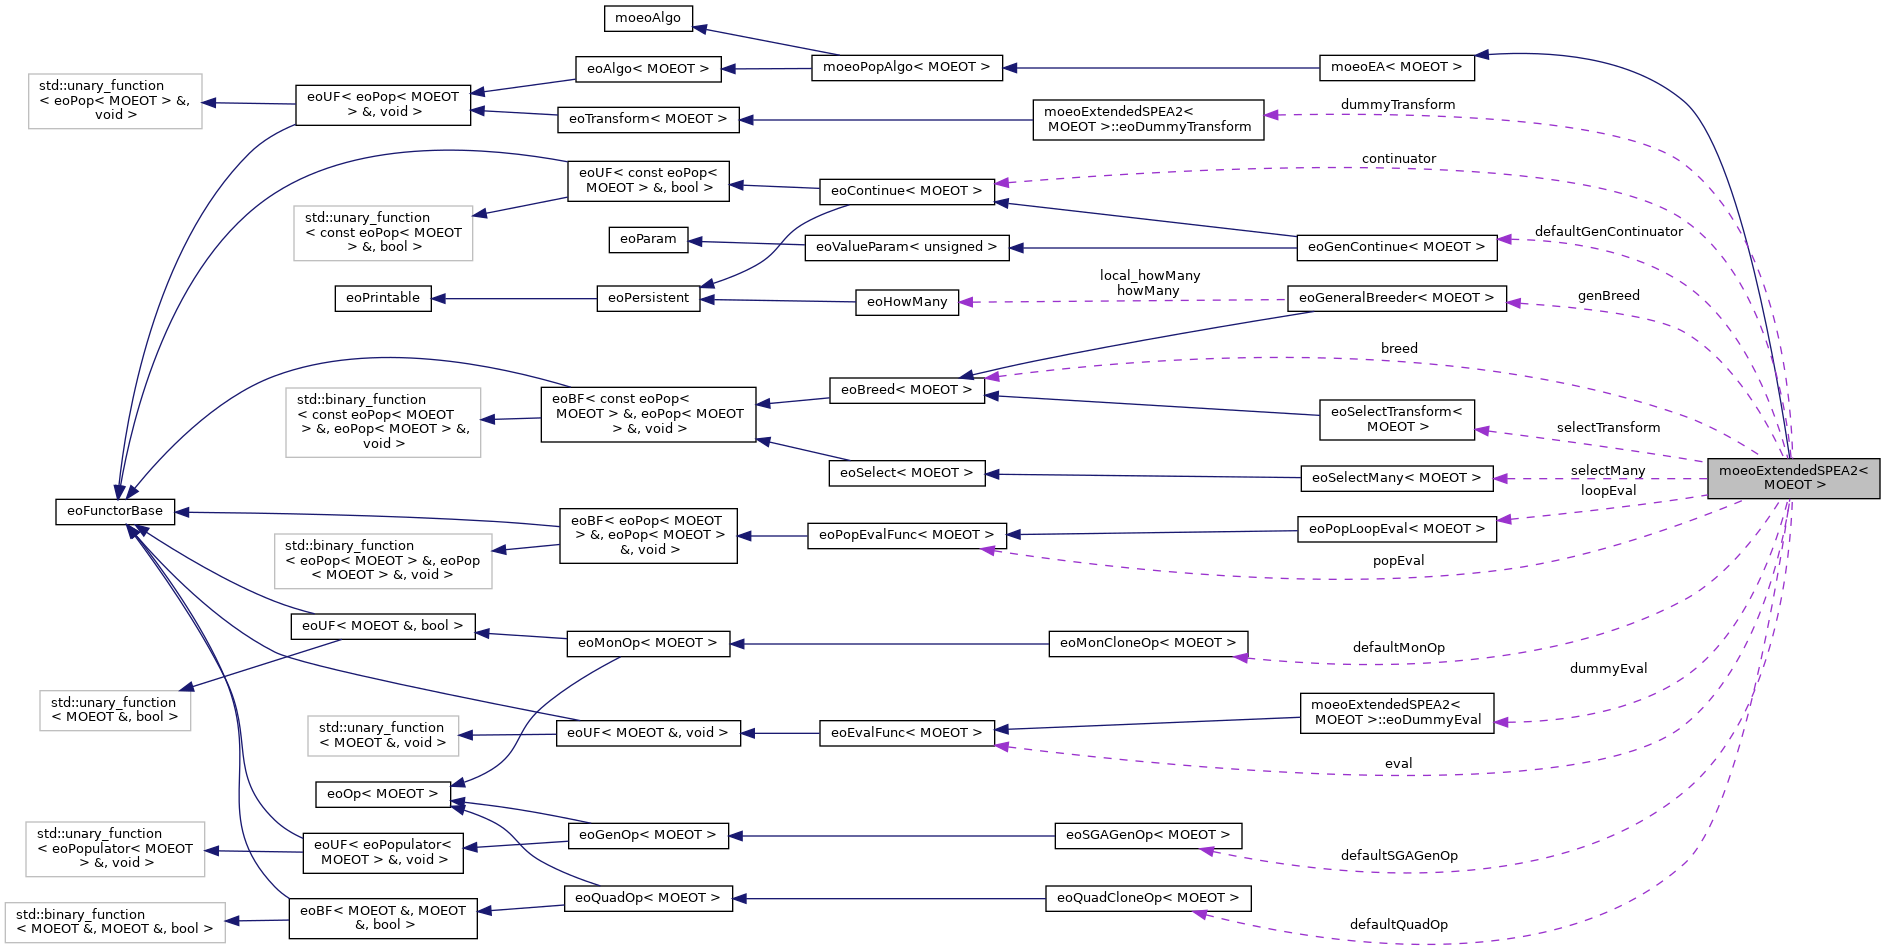 moeoAlgo
std::unary_function
< eoPop< MOEOT > &,
void >
eoUF< eoPop< MOEOT
> &, void >
eoAlgo< MOEOT >
moeoPopAlgo< MOEOT >
moeoEA< MOEOT >
eoTransform< MOEOT >
moeoExtendedSPEA2<
MOEOT >::eoDummyTransform
dummyTransform
eoUF< const eoPop<
MOEOT > &, bool >
continuator
eoContinue< MOEOT >
std::unary_function
< const eoPop< MOEOT
> &, bool >
eoParam
eoValueParam< unsigned >
eoGenContinue< MOEOT >
defaultGenContinuator
eoPrintable
eoPersistent
eoHowMany
local_howMany
howMany
eoGeneralBreeder< MOEOT >
genBreed
breed
std::binary_function
< const eoPop< MOEOT
> &, eoPop< MOEOT > &,
void >
eoBF< const eoPop<
MOEOT > &, eoPop< MOEOT
> &, void >
eoBreed< MOEOT >
eoSelectTransform<
MOEOT >
selectTransform
eoSelect< MOEOT >
eoSelectMany< MOEOT >
selectMany
moeoExtendedSPEA2<
MOEOT >
loopEval
eoFunctorBase
eoBF< eoPop< MOEOT
> &, eoPop< MOEOT >
&, void >
eoPopEvalFunc< MOEOT >
eoPopLoopEval< MOEOT >
std::binary_function
< eoPop< MOEOT > &, eoPop
< MOEOT > &, void >
popEval
eoUF< MOEOT &, bool >
eoMonOp< MOEOT >
eoMonCloneOp< MOEOT >
defaultMonOp
std::unary_function
< MOEOT &, bool >
dummyEval
std::unary_function
< MOEOT &, void >
eoUF< MOEOT &, void >
eoEvalFunc< MOEOT >
moeoExtendedSPEA2<
MOEOT >::eoDummyEval
eval
eoOp< MOEOT >
std::unary_function
< eoPopulator< MOEOT
> &, void >
eoUF< eoPopulator<
MOEOT > &, void >
eoGenOp< MOEOT >
eoSGAGenOp< MOEOT >
defaultSGAGenOp
std::binary_function
< MOEOT &, MOEOT &, bool >
eoBF< MOEOT &, MOEOT
&, bool >
eoQuadOp< MOEOT >
eoQuadCloneOp< MOEOT >
defaultQuadOp